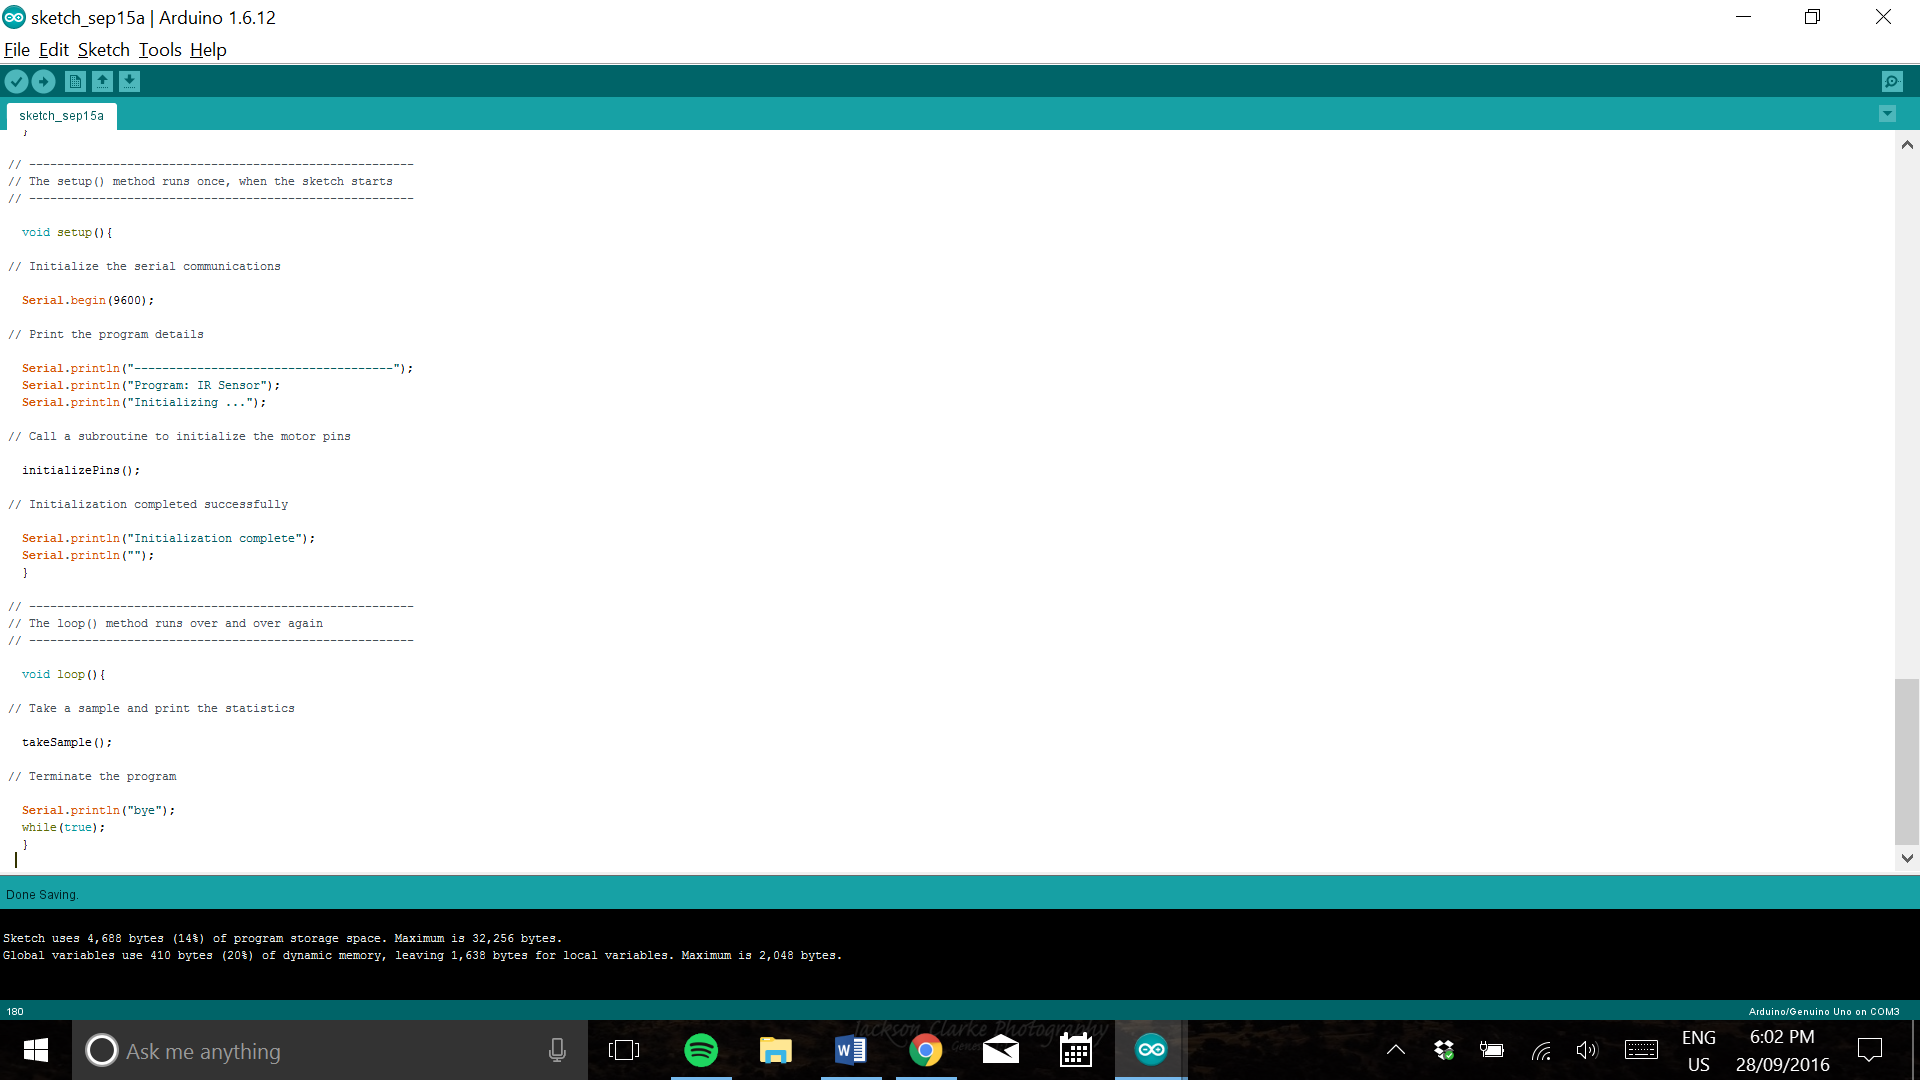 sketch_sep15a | Arduino 1.6.12
File Edit Sketch Tools Help
sketch_sep15a
}
// -------------------------------------------------------
// The setup() method runs once, when the sketch starts
// -------------------------------------------------------
void setup(){
// Initialize the serial communications
Serial.begin(9600);
// Print the program details
Serial.println("-------------------------------------");
Serial.println("Program: IR Sensor");
Serial.println("Initializing ...");
// Call a subroutine to initialize the motor pins
initializePins();
// Initialization completed successfully
Serial.println("Initialization complete");
Serial.println("");
}
// -------------------------------------------------------
// The loop() method runs over and over again
// -------------------------------------------------------
void loop(){
// Take a sample and print the statistics
takeSample();
// Terminate the program
Serial.println("bye");
while(true);
}
Done Saving.
Sketch uses 4,688 bytes (14%) of program storage space. Maximum is 32,256 bytes.
Global variables use 410 bytes (20%) of dynamic memory, leaving 1,638 bytes for local variables. Maximum is 2,048 bytes.
180
Arduino/Genuino Uno on COM3
Jackson Clarke Photography
Ask me anything
ENG
US
6:02 PM
28/09/2016